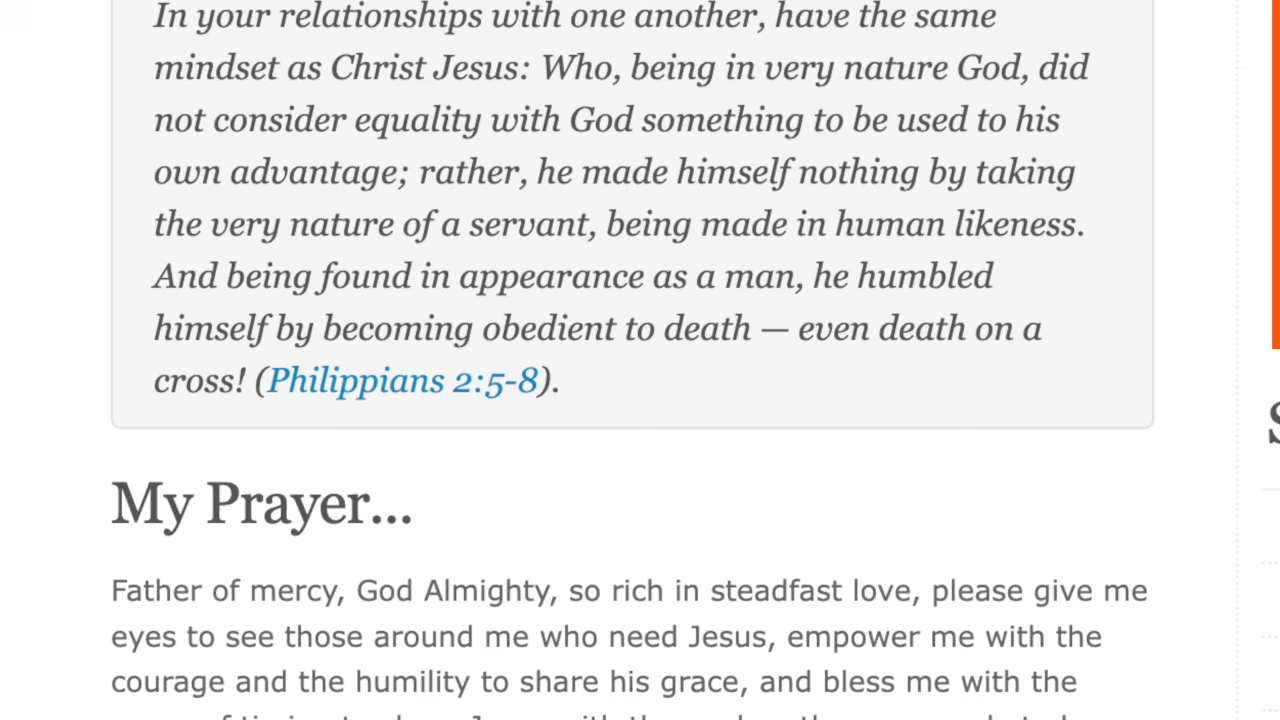 In your relationships with one another, have the same
mindset as Christ Jesus: Who, being in very nature God, did
not consider equality with God something to be used to his
own advantage; rather, he made himself nothing by taking
the very nature of a servant, being made in human likeness.
And being found in appearance as a man, he humbled
himself by becoming obedient to death — even death on a
cross! (Philippians 2:5-8).
My Prayer...
Father of mercy, God Almighty, so rich in steadfast love, please give me
eyes to see those around me who need Jesus, empower me with the
courage and the humility to share his grace, and bless me with the